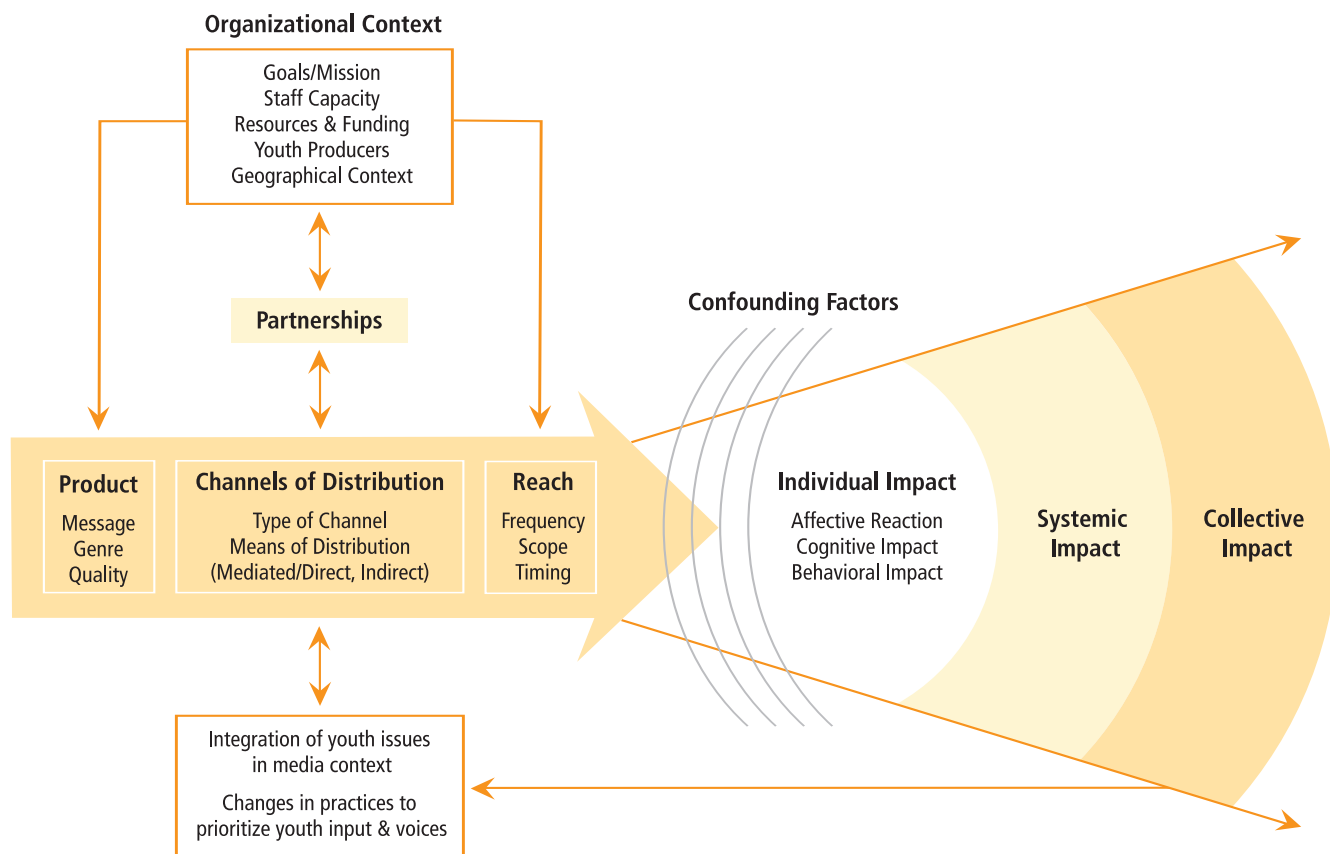 Organizational Context
Goals/Mission
Staff Capacity
Resources & Funding
Youth Producers
Geographical Context
Partnerships
Confounding Factors
Product
Message
Genre
Quality
Channels of Distribution
Type of Channel
Means of Distribution
(Mediated/Direct, Indirect)
Reach
Frequency
Scope
Timing
Individual Impact
Affective Reaction
Cognitive Impact
Behavioral Impact
Systemic
Impact
Collective
Impact
Integration of youth issues
in media context
Changes in practices to
prioritize youth input & voices